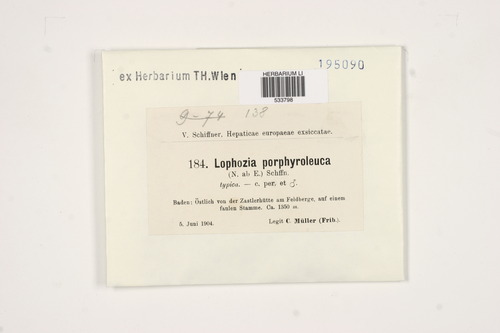 ex Herbarium TH.Wien
195090
HERBARIUM LI
533798
9-74 138
V. Schiffner. Hepaticae europaeae exsiccatae.
184. Lophozia porphyroleuca
(N. ab E.) Schffn.
typica. — c. per. et ♂.
Baden: Östlich von der Zastlerhütte am Feldberge, auf einem
faulen Stamme. Ca. 1350 m.
5. Juni 1904. Legit C. Müller (Frib.).